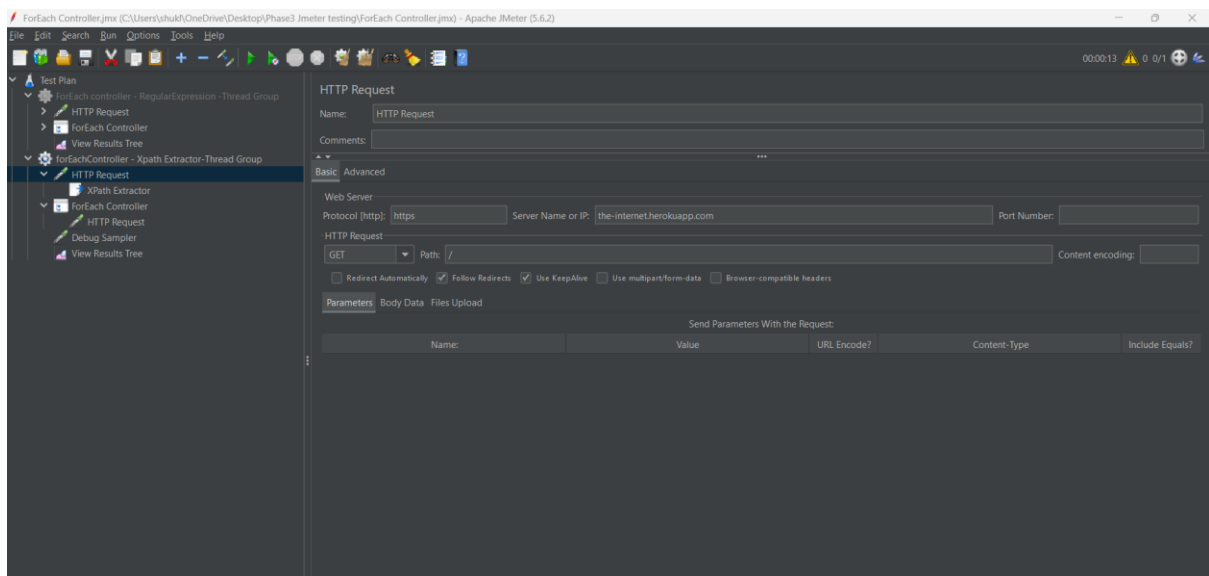 ForEach Controller.jmx (C:\Users\shukl\OneDrive\Desktop\Phase3 Jmeter testing\ForEach Controller.jmx) - Apache JMeter (5.6.2)
File Edit Search Run Options Tools Help
00:00:13 0 0/1
Test Plan
ForEach controller - RegularExpression -Thread Group
HTTP Request
ForEach Controller
View Results Tree
forEachController - Xpath Extractor-Thread Group
HTTP Request
XPath Extractor
ForEach Controller
HTTP Request
Debug Sampler
View Results Tree
HTTP Request
Name: HTTP Request
Comments:
Basic Advanced
Web Server
Protocol [http]: https Server Name or IP: the-internet.herokuapp.com Port Number:
HTTP Request
GET Path: / Content encoding:
Redirect Automatically Follow Redirects Use KeepAlive Use multipart/form-data Browser-compatible headers
Parameters Body Data Files Upload
Send Parameters With the Request:
Name: Value URL Encode? Content-Type Include Equals?